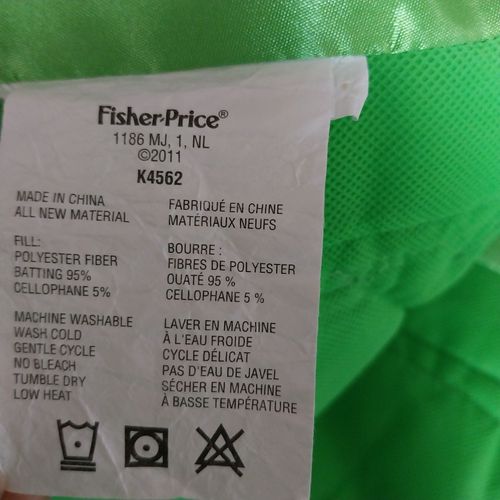 Fisher-Price®
1186 MJ, 1, NL
©2011
K4562
MADE IN CHINA
ALL NEW MATERIAL
FABRIQUÉ EN CHINE
MATÉRIAUX NEUFS
FILL:
POLYESTER FIBER
BATTING 95%
CELLOPHANE 5%
BOURRE :
FIBRES DE POLYESTER
OUATÉ 95 %
CELLOPHANE 5 %
MACHINE WASHABLE
WASH COLD
GENTLE CYCLE
NO BLEACH
TUMBLE DRY
LOW HEAT
LAVER EN MACHINE
À L'EAU FROIDE
CYCLE DÉLICAT
PAS D'EAU DE JAVEL
SÉCHER EN MACHINE
À BASSE TEMPÉRATURE